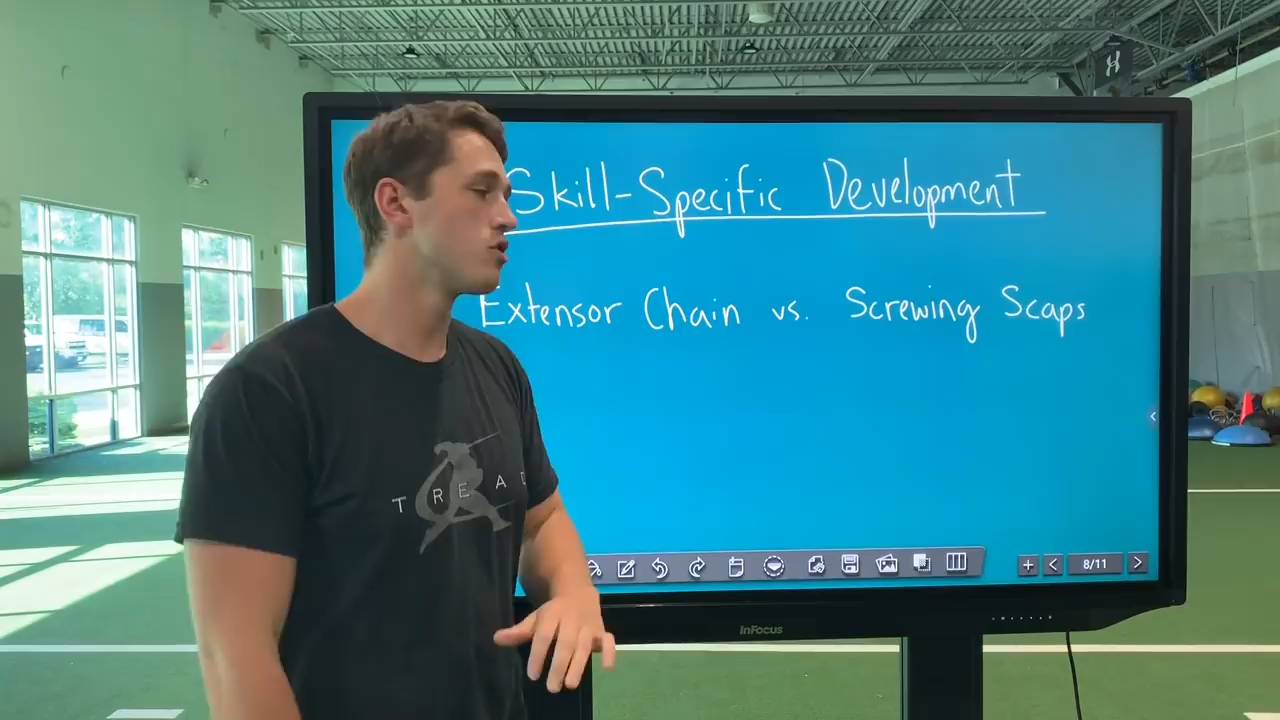 Skill-Specific Development
Extensor Chain vs. Screwing Scaps
TREAD
8/11
InFocus